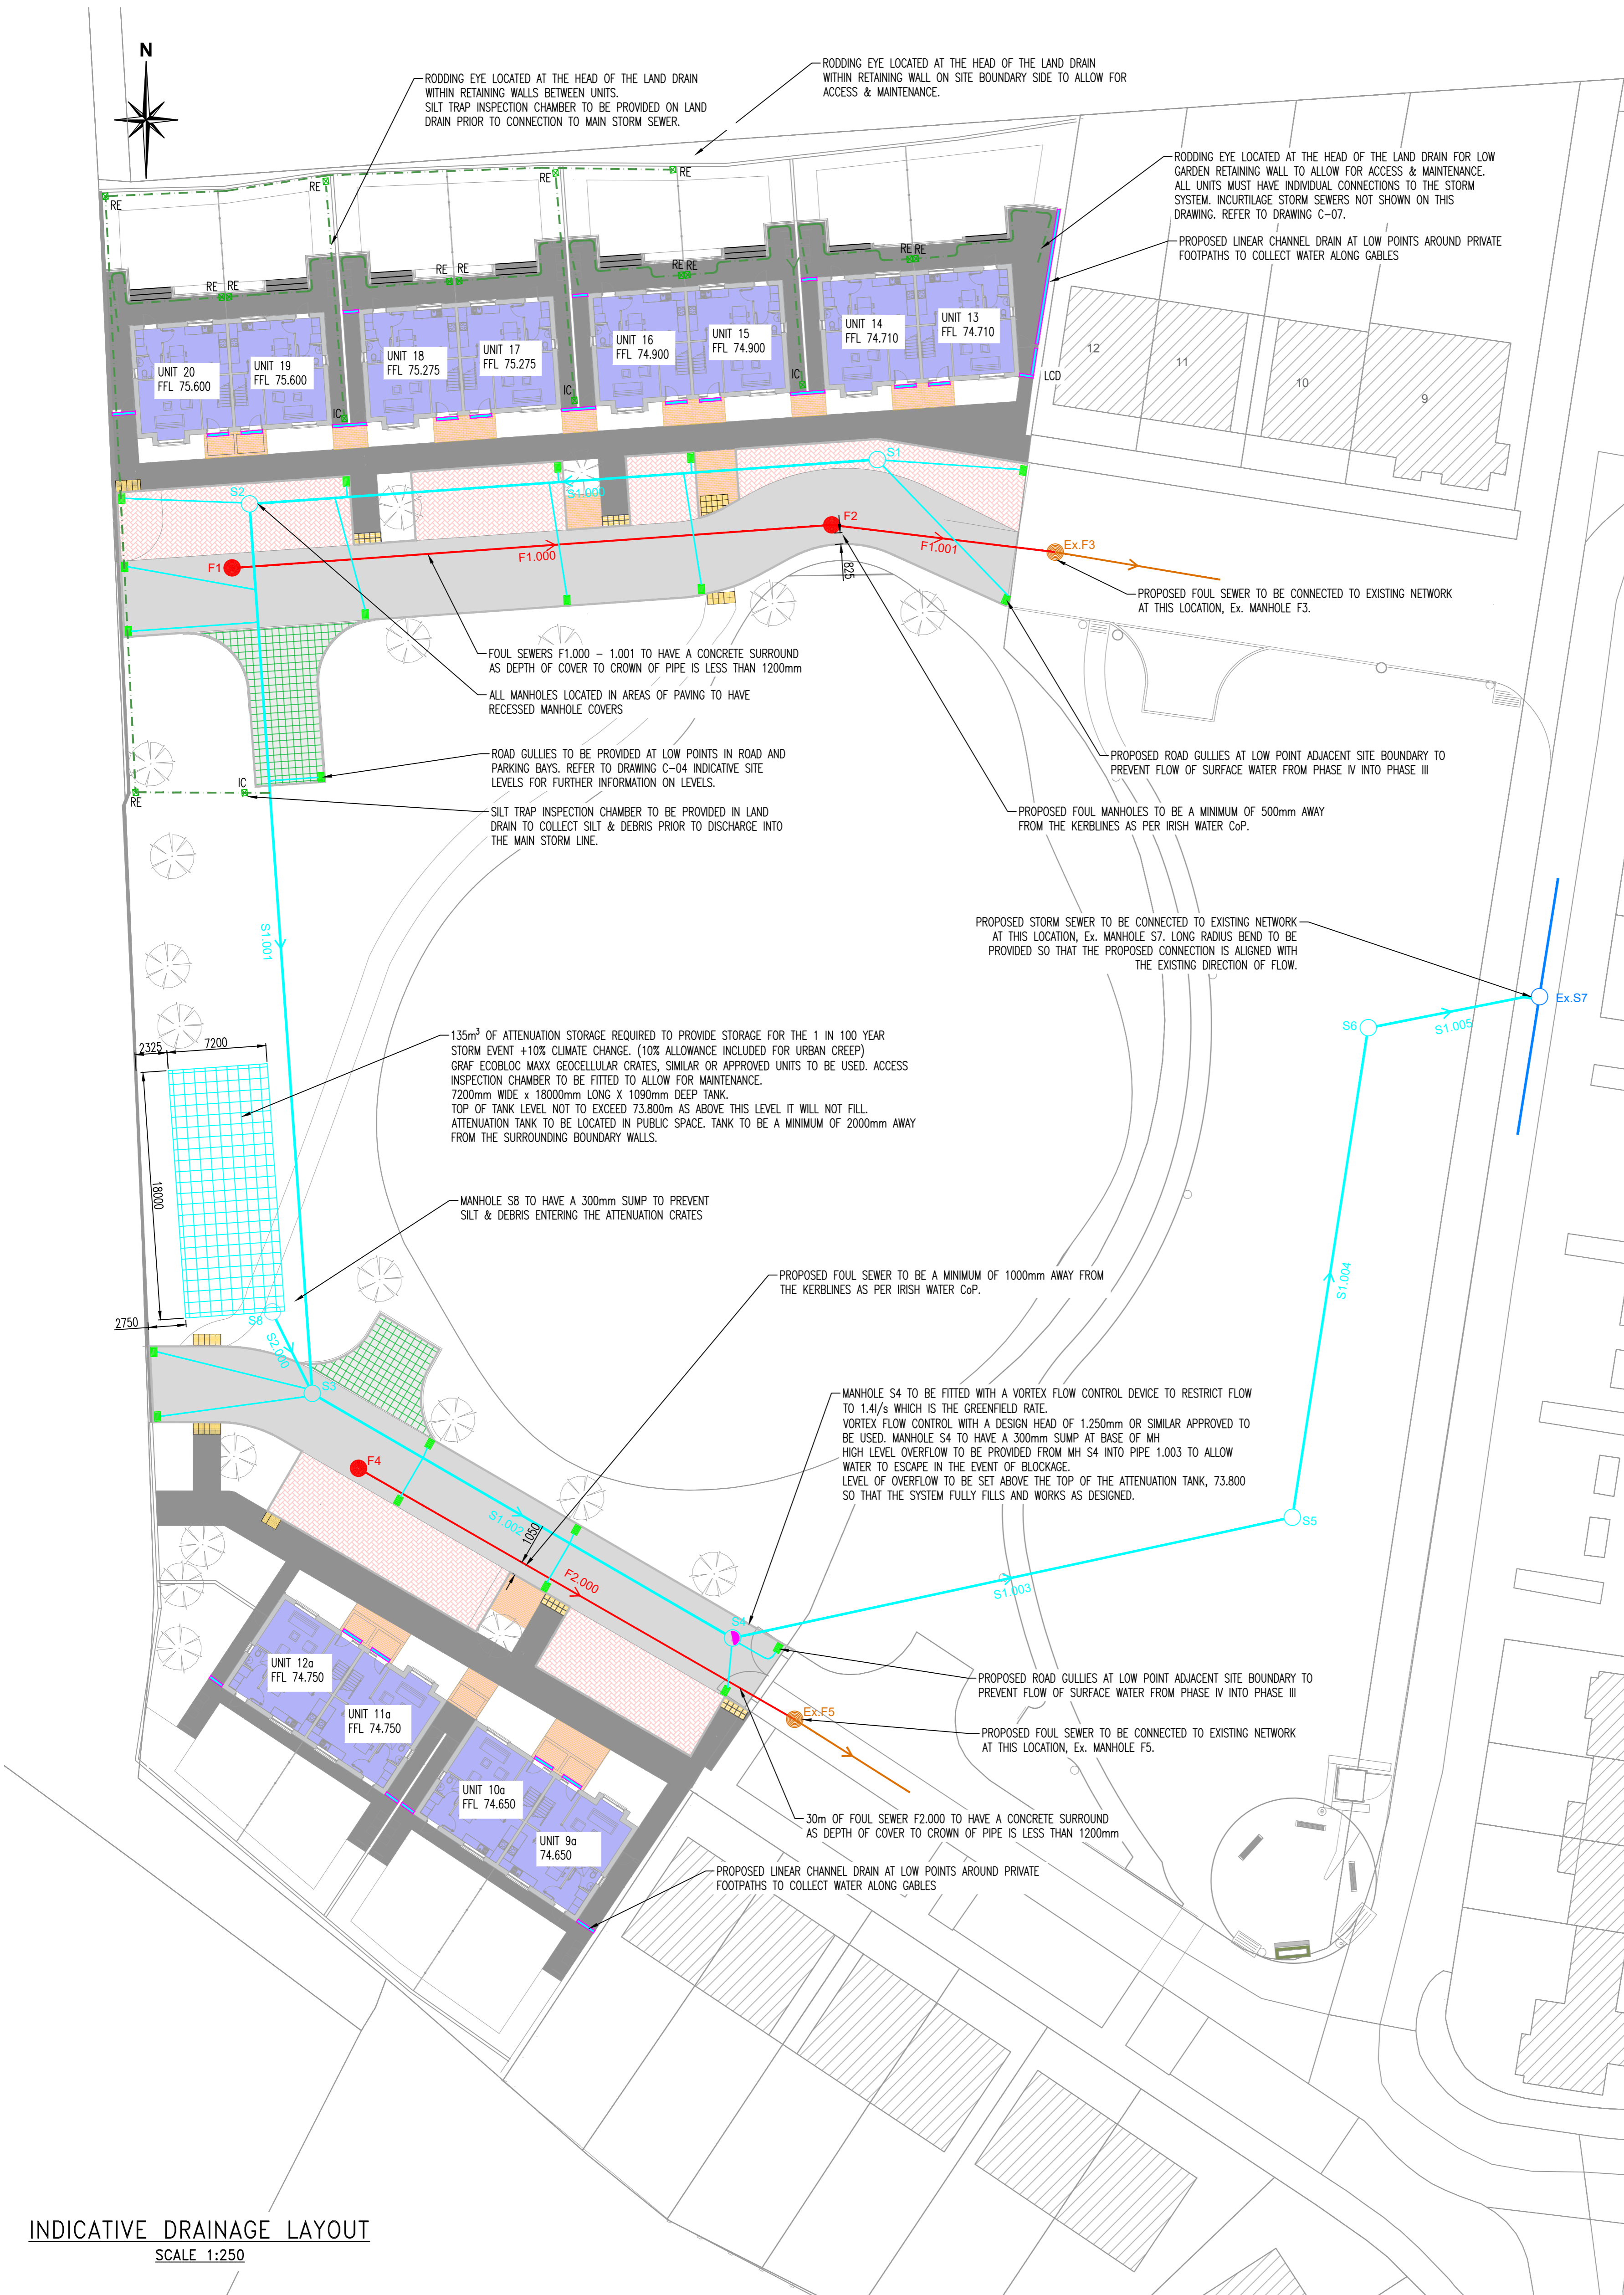 N
RODDING EYE LOCATED AT THE HEAD OF THE LAND DRAIN
WITHIN RETAINING WALLS BETWEEN UNITS.
SILT TRAP INSPECTION CHAMBER TO BE PROVIDED ON LAND
DRAIN PRIOR TO CONNECTION TO MAIN STORM SEWER.
RODDING EYE LOCATED AT THE HEAD OF THE LAND DRAIN
WITHIN RETAINING WALL ON SITE BOUNDARY SIDE TO ALLOW FOR
ACCESS & MAINTENANCE.
RODDING EYE LOCATED AT THE HEAD OF THE LAND DRAIN FOR LOW
GARDEN RETAINING WALL TO ALLOW FOR ACCESS & MAINTENANCE.
ALL UNITS MUST HAVE INDIVIDUAL CONNECTIONS TO THE STORM
SYSTEM. INCURTILAGE STORM SEWERS NOT SHOWN ON THIS
DRAWING. REFER TO DRAWING C-07.
PROPOSED LINEAR CHANNEL DRAIN AT LOW POINTS AROUND PRIVATE
FOOTPATHS TO COLLECT WATER ALONG GABLES
RE
RE
RE
RE
RE RE
RE RE
RE RE
RE RE
UNIT 20
FFL 75.600
UNIT 19
FFL 75.600
UNIT 18
FFL 75.275
UNIT 17
FFL 75.275
UNIT 16
FFL 74.900
UNIT 15
FFL 74.900
UNIT 14
FFL 74.710
UNIT 13
FFL 74.710
IC
IC
IC
LCD
12
11
10
9
S1
S2
S1.000
F1
F1.000
F2
F1.001
825
Ex.F3
PROPOSED FOUL SEWER TO BE CONNECTED TO EXISTING NETWORK
AT THIS LOCATION, Ex. MANHOLE F3.
FOUL SEWERS F1.000 - 1.001 TO HAVE A CONCRETE SURROUND
AS DEPTH OF COVER TO CROWN OF PIPE IS LESS THAN 1200mm
ALL MANHOLES LOCATED IN AREAS OF PAVING TO HAVE
RECESSED MANHOLE COVERS
ROAD GULLIES TO BE PROVIDED AT LOW POINTS IN ROAD AND
PARKING BAYS. REFER TO DRAWING C-04 INDICATIVE SITE
LEVELS FOR FURTHER INFORMATION ON LEVELS.
PROPOSED ROAD GULLIES AT LOW POINT ADJACENT SITE BOUNDARY TO
PREVENT FLOW OF SURFACE WATER FROM PHASE IV INTO PHASE III
RE
IC
SILT TRAP INSPECTION CHAMBER TO BE PROVIDED IN LAND
DRAIN TO COLLECT SILT & DEBRIS PRIOR TO DISCHARGE INTO
THE MAIN STORM LINE.
PROPOSED FOUL MANHOLES TO BE A MINIMUM OF 500mm AWAY
FROM THE KERBLINES AS PER IRISH WATER CoP.
S1.001
PROPOSED STORM SEWER TO BE CONNECTED TO EXISTING NETWORK
AT THIS LOCATION, Ex. MANHOLE S7. LONG RADIUS BEND TO BE
PROVIDED SO THAT THE PROPOSED CONNECTION IS ALIGNED WITH
THE EXISTING DIRECTION OF FLOW.
Ex.S7
S6
S1.005
2325
7200
18000
2750
135m³ OF ATTENUATION STORAGE REQUIRED TO PROVIDE STORAGE FOR THE 1 IN 100 YEAR
STORM EVENT +10% CLIMATE CHANGE. (10% ALLOWANCE INCLUDED FOR URBAN CREEP)
GRAF ECOBLOC MAXX GEOCELLULAR CRATES, SIMILAR OR APPROVED UNITS TO BE USED. ACCESS
INSPECTION CHAMBER TO BE FITTED TO ALLOW FOR MAINTENANCE.
7200mm WIDE x 18000mm LONG X 1090mm DEEP TANK.
TOP OF TANK LEVEL NOT TO EXCEED 73.800m AS ABOVE THIS LEVEL IT WILL NOT FILL.
ATTENUATION TANK TO BE LOCATED IN PUBLIC SPACE. TANK TO BE A MINIMUM OF 2000mm AWAY
FROM THE SURROUNDING BOUNDARY WALLS.
MANHOLE S8 TO HAVE A 300mm SUMP TO PREVENT
SILT & DEBRIS ENTERING THE ATTENUATION CRATES
PROPOSED FOUL SEWER TO BE A MINIMUM OF 1000mm AWAY FROM
THE KERBLINES AS PER IRISH WATER CoP.
S1.004
S8
S2.000
S3
MANHOLE S4 TO BE FITTED WITH A VORTEX FLOW CONTROL DEVICE TO RESTRICT FLOW
TO 1.4l/s WHICH IS THE GREENFIELD RATE.
VORTEX FLOW CONTROL WITH A DESIGN HEAD OF 1.250mm OR SIMILAR APPROVED TO
BE USED. MANHOLE S4 TO HAVE A 300mm SUMP AT BASE OF MH
HIGH LEVEL OVERFLOW TO BE PROVIDED FROM MH S4 INTO PIPE 1.003 TO ALLOW
WATER TO ESCAPE IN THE EVENT OF BLOCKAGE.
LEVEL OF OVERFLOW TO BE SET ABOVE THE TOP OF THE ATTENUATION TANK, 73.800
SO THAT THE SYSTEM FULLY FILLS AND WORKS AS DESIGNED.
F4
S1.002
1050
F2.000
S5
S1.003
S4
UNIT 12a
FFL 74.750
UNIT 11a
FFL 74.750
UNIT 10a
FFL 74.650
UNIT 9a
74.650
PROPOSED ROAD GULLIES AT LOW POINT ADJACENT SITE BOUNDARY TO
PREVENT FLOW OF SURFACE WATER FROM PHASE IV INTO PHASE III
Ex.F5
PROPOSED FOUL SEWER TO BE CONNECTED TO EXISTING NETWORK
AT THIS LOCATION, Ex. MANHOLE F5.
30m OF FOUL SEWER F2.000 TO HAVE A CONCRETE SURROUND
AS DEPTH OF COVER TO CROWN OF PIPE IS LESS THAN 1200mm
PROPOSED LINEAR CHANNEL DRAIN AT LOW POINTS AROUND PRIVATE
FOOTPATHS TO COLLECT WATER ALONG GABLES
INDICATIVE DRAINAGE LAYOUT
SCALE 1:250